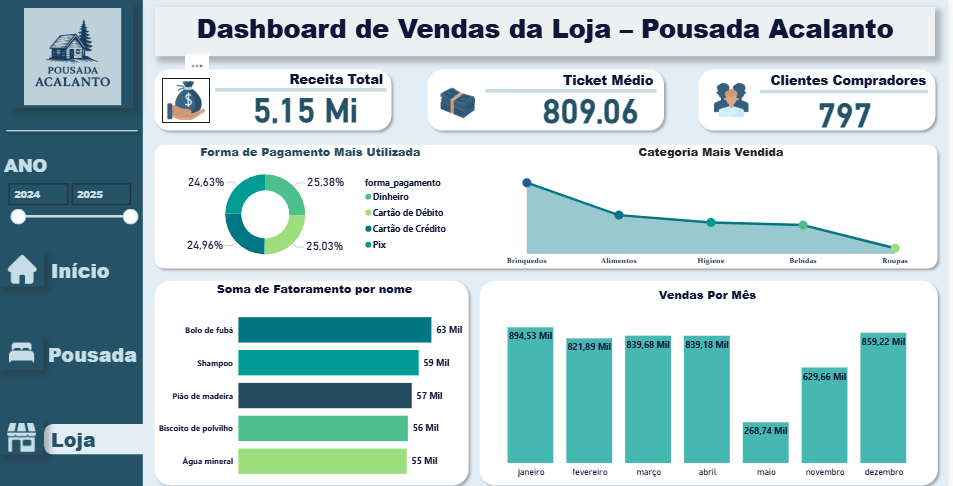 POUSADA
ACALANTO
Dashboard de Vendas da Loja – Pousada Acalanto
...
Receita Total
5.15 Mi
Ticket Médio
809.06
Clientes Compradores
797
ANO
2024
2025
Início
Pousada
Loja
Forma de Pagamento Mais Utilizada
24,63%
25,38%
24,96%
25,03%
forma_pagamento
Dinheiro
Cartão de Débito
Cartão de Crédito
Pix
Categoria Mais Vendida
Brinquedos
Alimentos
Higiene
Bebidas
Roupas
Soma de Fatoramento por nome
Bolo de fubá
63 Mil
Shampoo
59 Mil
Pião de madeira
57 Mil
Biscoito de polvilho
56 Mil
Água mineral
55 Mil
Vendas Por Mês
894,53 Mil
821,89 Mil
839,68 Mil
839,18 Mil
268,74 Mil
629,66 Mil
859,22 Mil
janeiro
fevereiro
março
abril
maio
novembro
dezembro